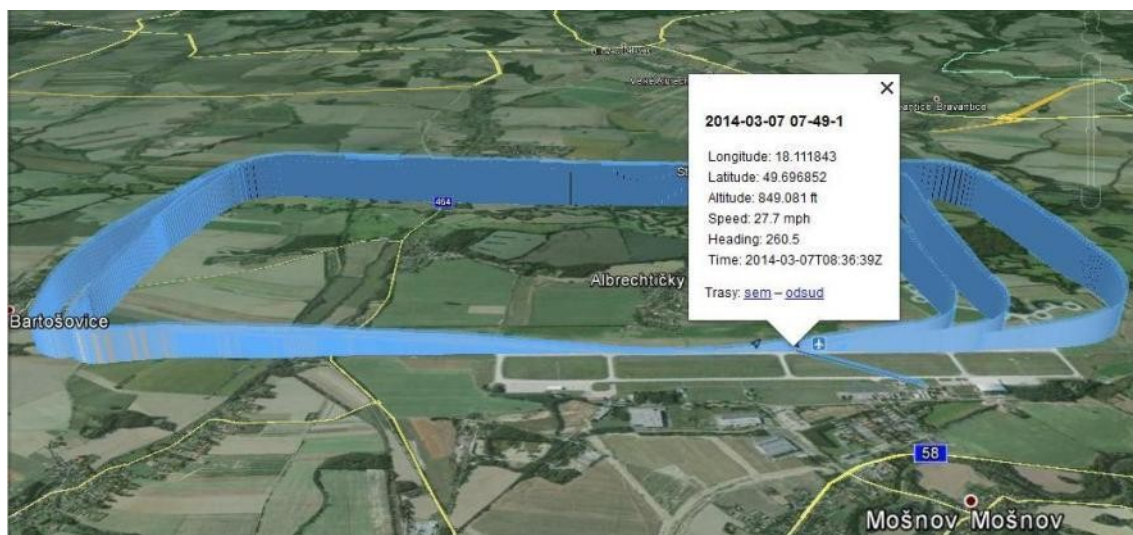 2014-03-07 07-49-1
Longitude: 18.111843
Latitude: 49.696852
Altitude: 849.081 ft
Speed: 27.7 mph
Heading: 260.5
Time: 2014-03-07T08:36:39Z
Trasy: sem – odsud
Bravantice
St
464
Albrechtičky
Bartošovice
58
Mošnov Mošnov